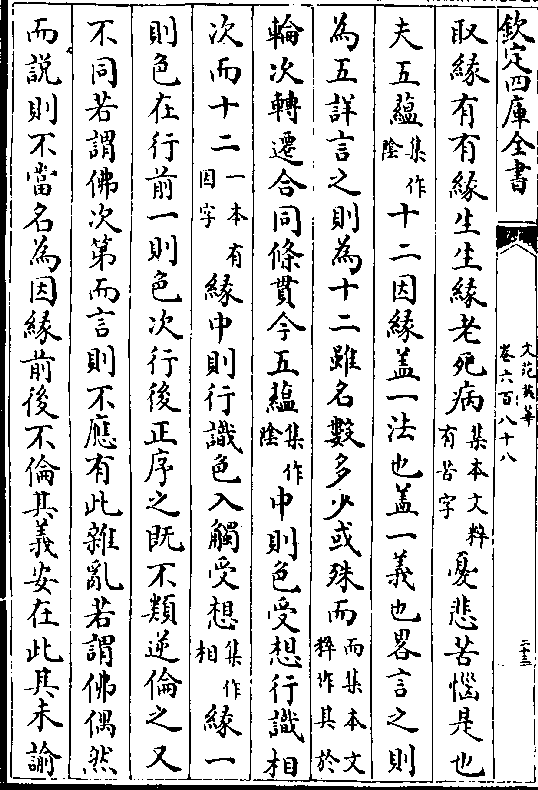 欽定四庫全書
文苑英華
卷六百八十八
二十三
取緣有有緣生生緣老死病集本文粹有苦字憂悲苦惱是也
夫五蘊集作陰十二因緣盖一法也盖一義也畧言之則
為五詳言之則為十二雖名數多少或殊而而集本文粹作其於
輪次轉遷合同條貫今五蘊集作陰中則色受想行識相
次而十二一本有因字緣中則行識色入觸受想集作相緣一
則色在行前一則色次行後正序之既不類逆倫之又
不同若謂佛次第而言則不應有此雜亂若謂佛偶然
而説則不當名為因緣前後不倫其義安在此其未諭